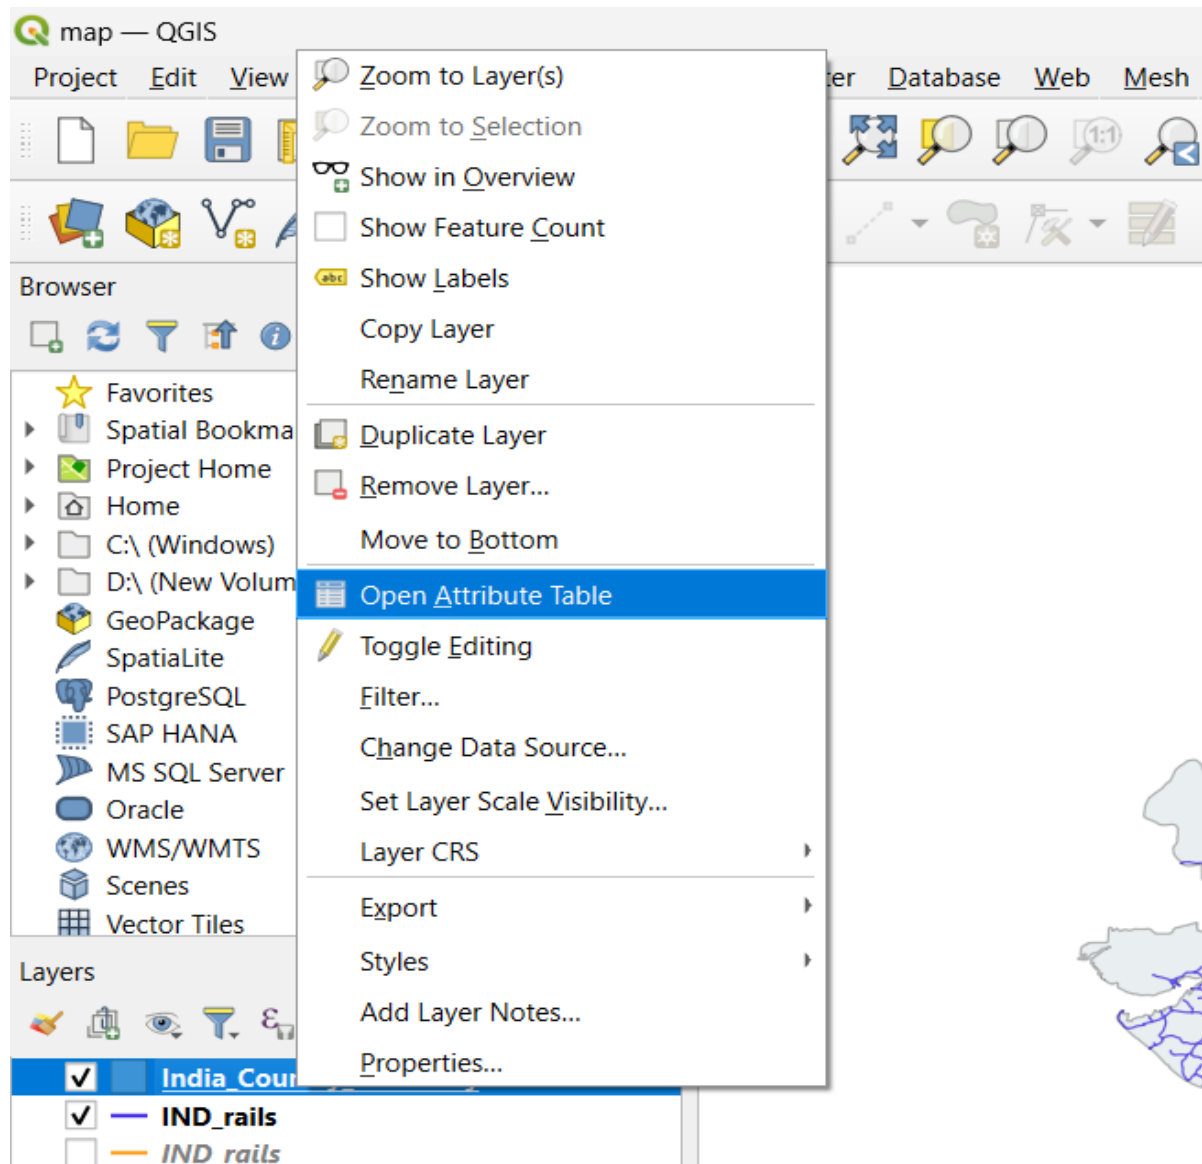 map — QGIS
Project Edit View Database Web Mesh
Zoom to Layer(s)
Zoom to Selection
1:1
Show in Overview
Show Feature Count
abc Show Labels
Copy Layer
Rename Layer
Duplicate Layer
Remove Layer...
Move to Bottom
Open Attribute Table
Toggle Editing
Filter...
Change Data Source...
Set Layer Scale Visibility...
Layer CRS
Export
Styles
Add Layer Notes...
Properties...
Browser
Favorites
Spatial Bookma
Project Home
Home
C:\ (Windows)
D:\ (New Volum
GeoPackage
SpatiaLite
PostgreSQL
SAP HANA
MS SQL Server
Oracle
WMS/WMTS
Scenes
Vector Tiles
Layers
India_Cou
IND_rails
IND rails